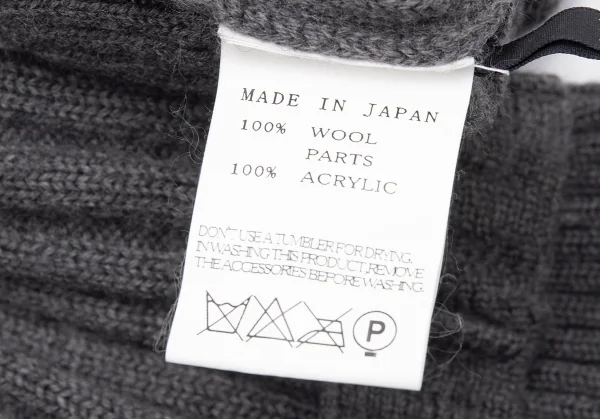 MADE IN JAPAN
100% WOOL
PARTS
100% ACRYLIC
DON'T USE A TUMBLER FOR DRYING.
IN WASHING THIS PRODUCT, REMOVE
THE ACCESSORIES BEFORE WASHING.
P